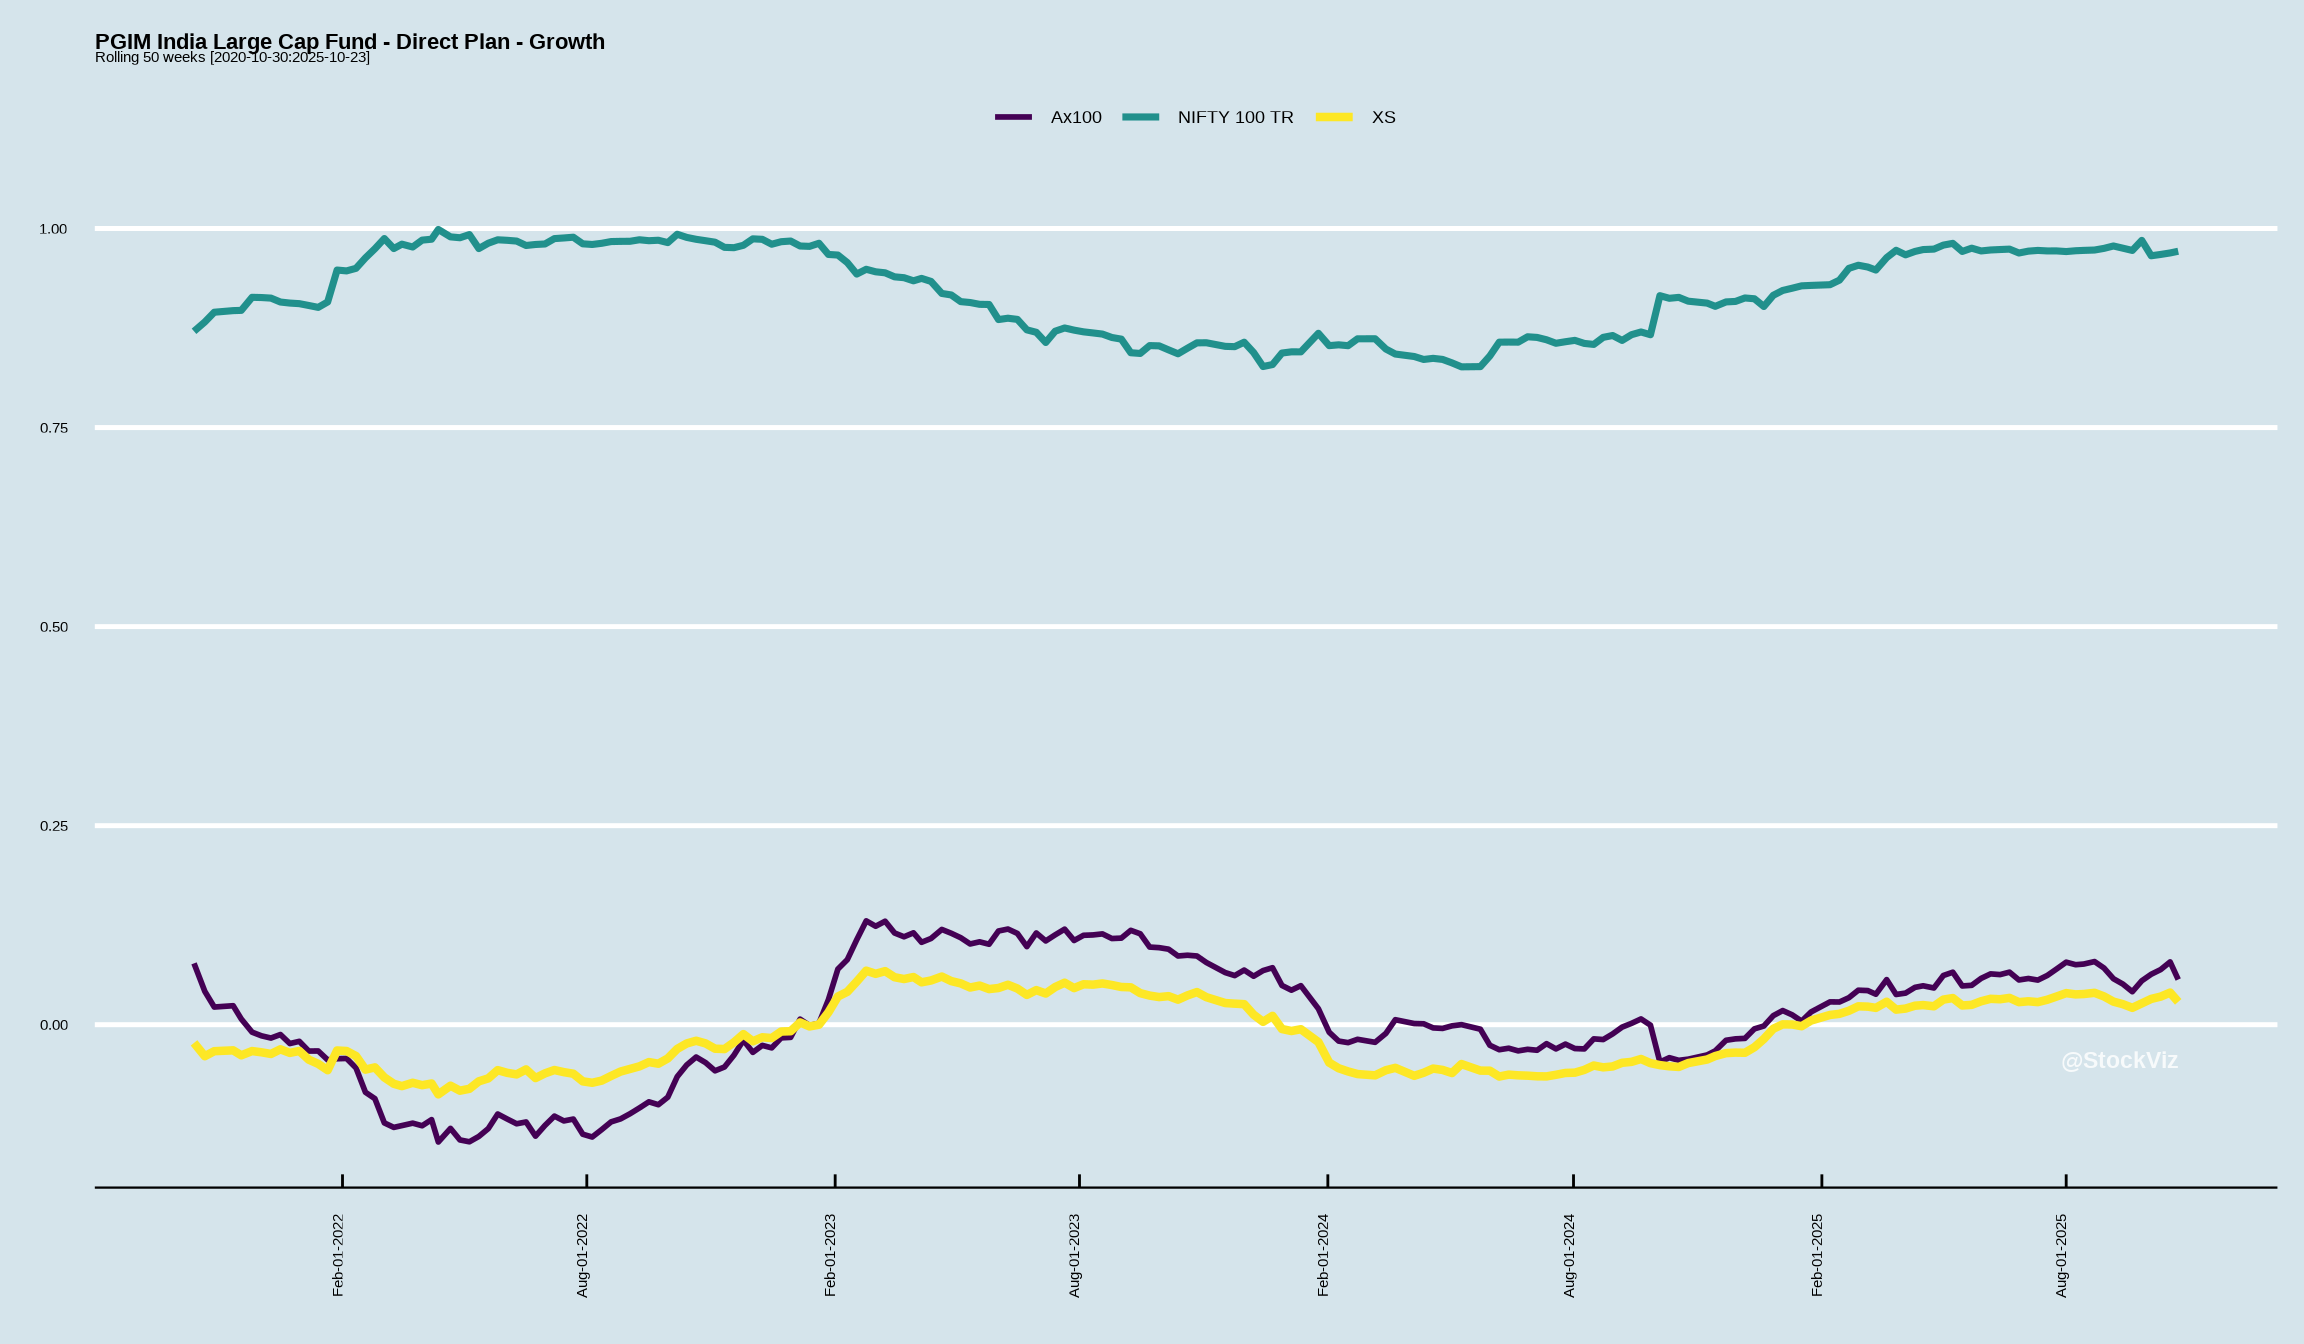 PGIM India Large Cap Fund - Direct Plan - Growth
Rolling 50 weeks [2020-10-30:2025-10-23]
Ax100 NIFTY 100 TR XS
1.00
0.75
0.50
0.25
0.00
@StockViz
Feb-01-2022
Aug-01-2022
Feb-01-2023
Aug-01-2023
Feb-01-2024
Aug-01-2024
Feb-01-2025
Aug-01-2025